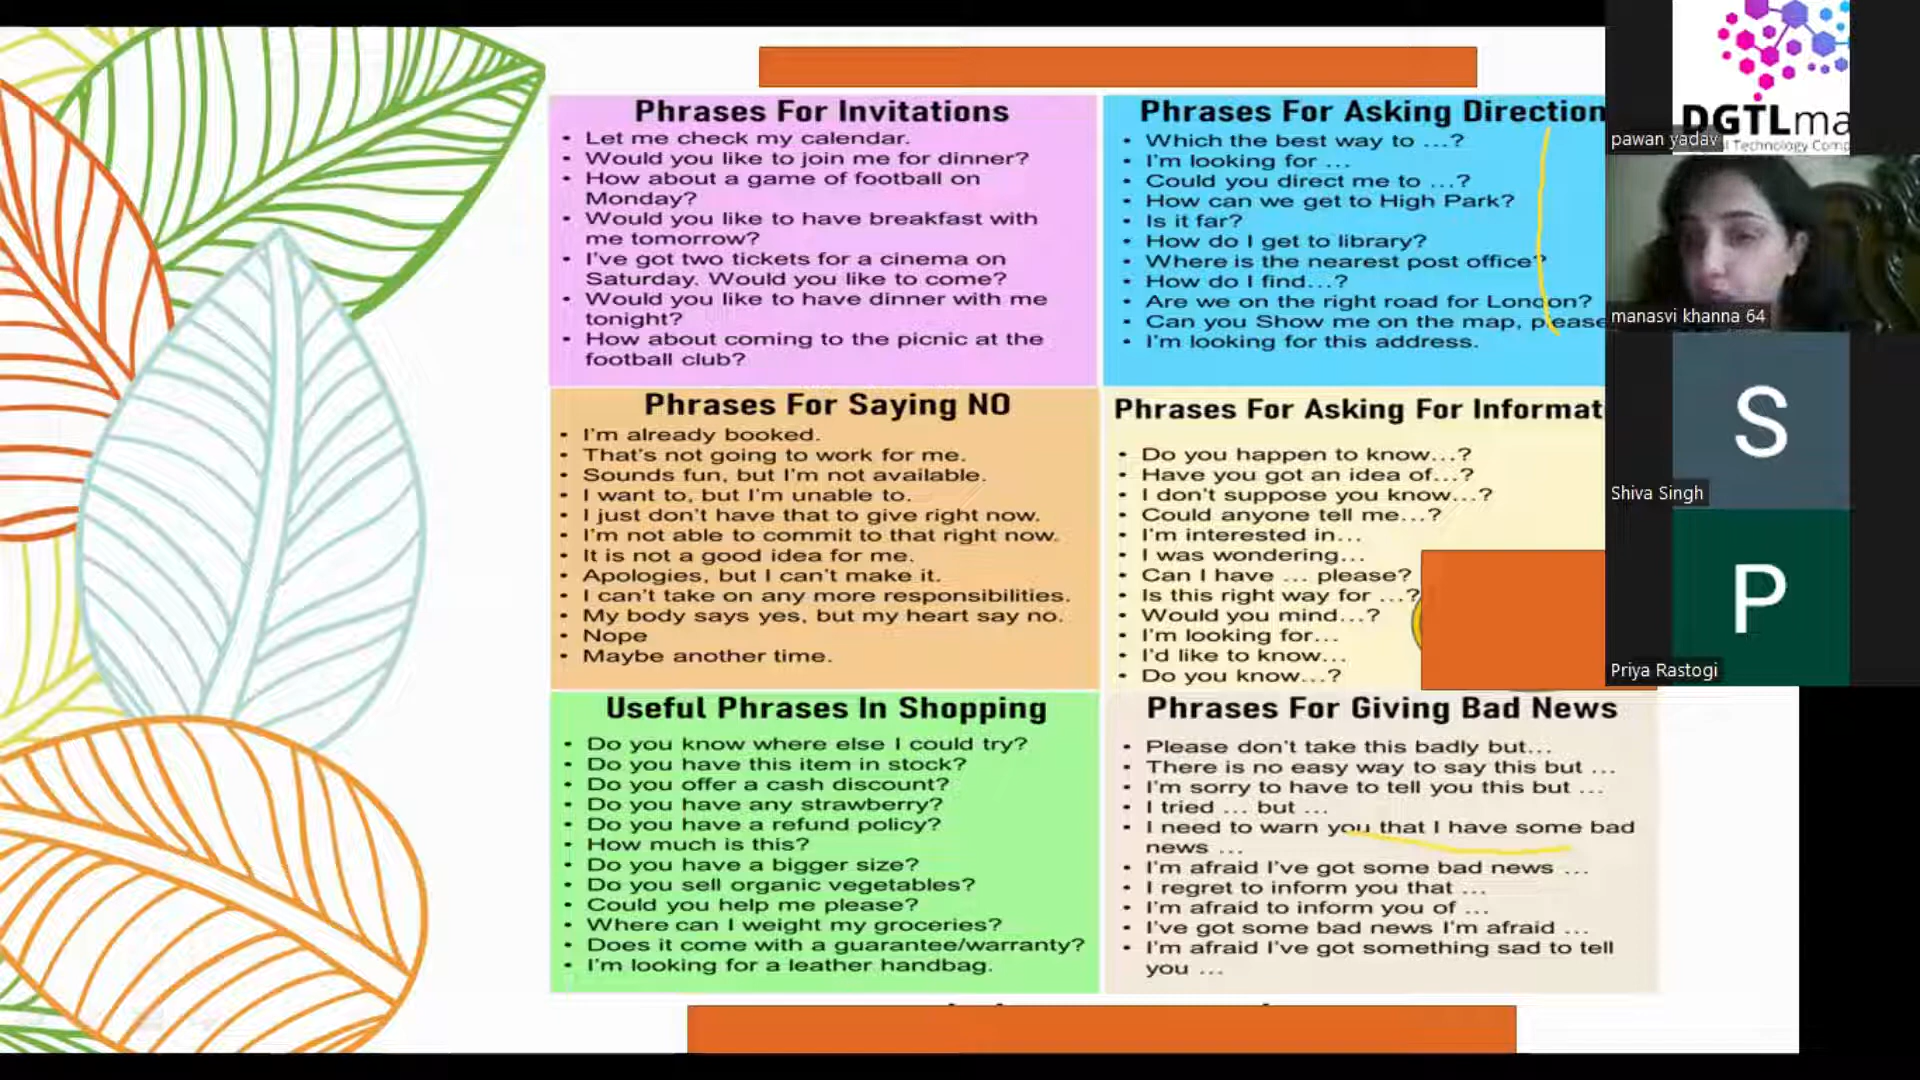 Phrases For Invitations
• Let me check my calendar.
• Would you like to join me for dinner?
• How about a game of football on
Monday?
• Would you like to have breakfast with
me tomorrow?
• I've got two tickets for a cinema on
Saturday. Would you like to come?
• Would you like to have dinner with me
tonight?
• How about coming to the picnic at the
football club?
Phrases For Asking Direction
• Which the best way to ...?
• I'm looking for ...
• Could you direct me to ...?
• How can we get to High Park?
• Is it far?
• How do I get to library?
• Where is the nearest post office?
• How do I find...?
• Are we on the right road for London?
• Can you Show me on the map, please
• I'm looking for this address.
Phrases For Saying NO
• I'm already booked.
• That's not going to work for me.
• Sounds fun, but I'm not available.
• I want to, but I'm unable to.
• I just don't have that to give right now.
• I'm not able to commit to that right now.
• It is not a good idea for me.
• Apologies, but I can't make it.
• I can't take on any more responsibilities.
• My body says yes, but my heart say no.
• Nope
• Maybe another time.
Phrases For Asking For Informat
• Do you happen to know...?
• Have you got an idea of...?
• I don't suppose you know...?
• Could anyone tell me...?
• I'm interested in...
• I was wondering...
• Can I have ... please?
• Is this right way for ...?
• Would you mind...?
• I'm looking for...
• I'd like to know...
• Do you know...?
Useful Phrases In Shopping
• Do you know where else I could try?
• Do you have this item in stock?
• Do you offer a cash discount?
• Do you have any strawberry?
• Do you have a refund policy?
• How much is this?
• Do you have a bigger size?
• Do you sell organic vegetables?
• Could you help me please?
• Where can I weight my groceries?
• Does it come with a guarantee/warranty?
• I'm looking for a leather handbag.
Phrases For Giving Bad News
• Please don't take this badly but...
• There is no easy way to say this but ...
• I'm sorry to have to tell you this but ...
• I tried ... but ...
• I need to warn you that I have some bad
news ...
• I'm afraid I've got some bad news ...
• I regret to inform you that ...
• I'm afraid to inform you of ...
• I've got some bad news I'm afraid ...
• I'm afraid I've got something sad to tell
you ...
DGTLma
Technology Comp
pawan yadav
manasvi khanna 64
S
Shiva Singh
P
Priya Rastogi